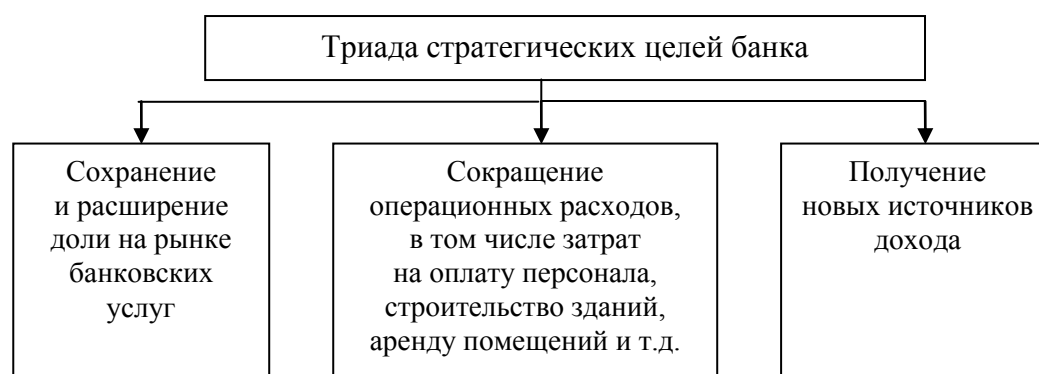 Триада стратегических целей банка
Сохранение
и расширение
доли на рынке
банковских
услуг
Сокращение
операционных расходов,
в том числе затрат
на оплату персонала,
строительство зданий,
аренду помещений и т.д.
Получение
новых источников
дохода